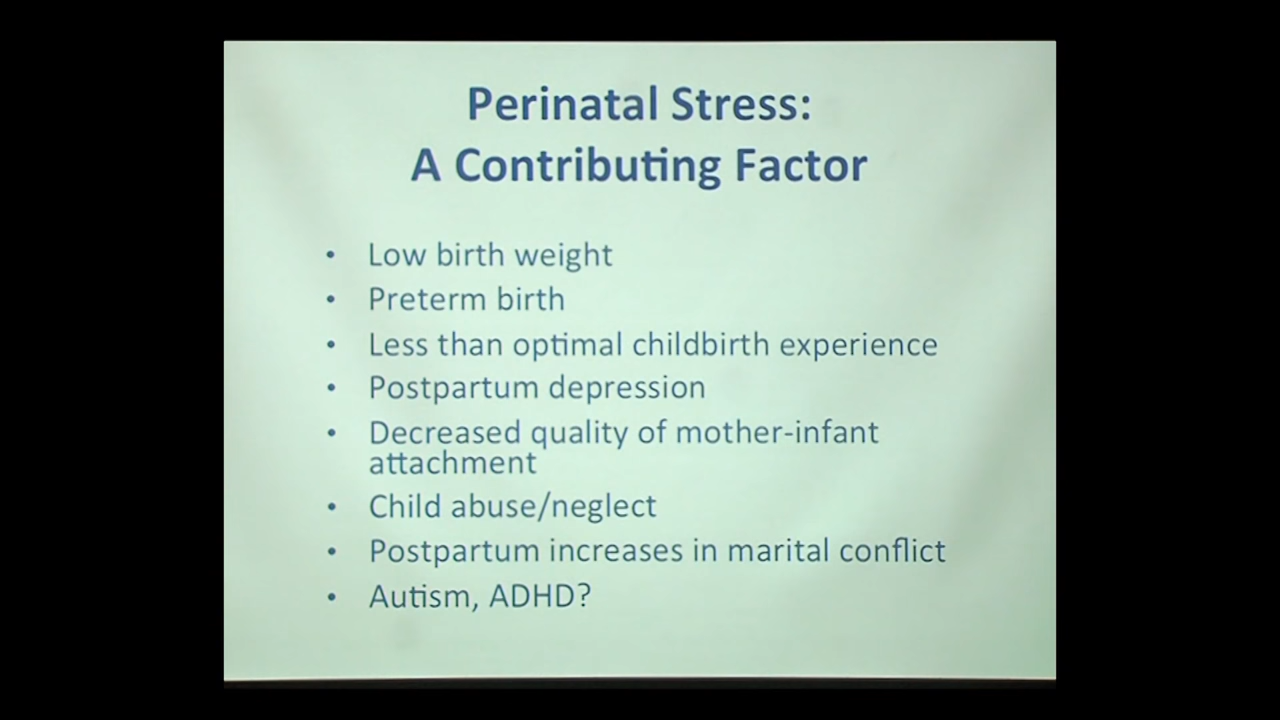 Perinatal Stress:
A Contributing Factor
• Low birth weight
• Preterm birth
• Less than optimal childbirth experience
• Postpartum depression
• Decreased quality of mother-infant
attachment
• Child abuse/neglect
• Postpartum increases in marital conflict
• Autism, ADHD?